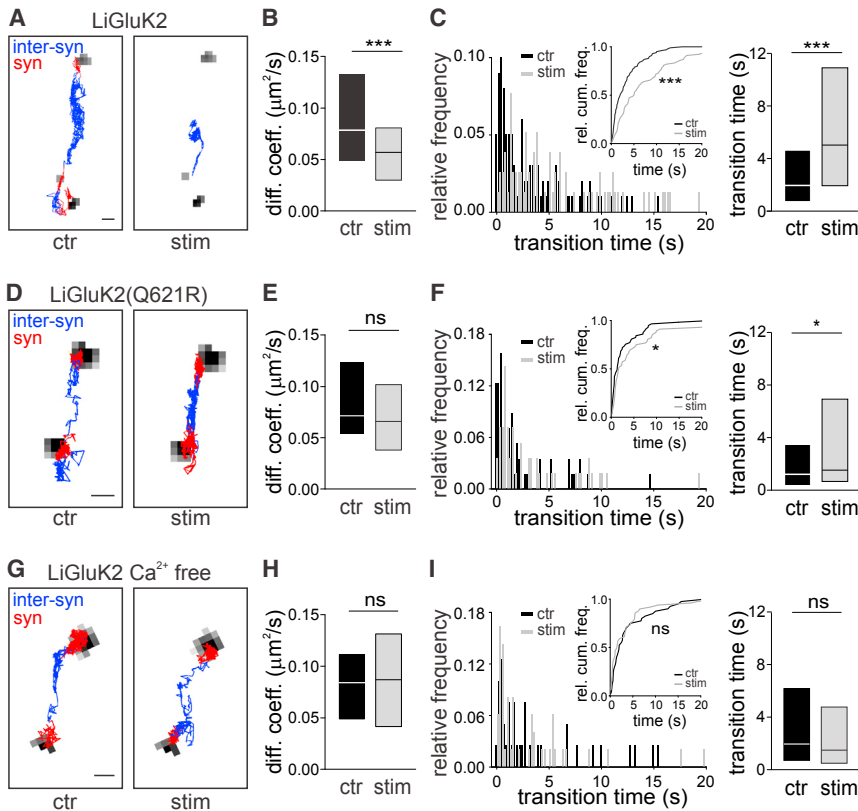 A
LiGluK2
inter-syn
syn
ctr
stim
B
diff. coeff. (μm²/s)
0.15
0.10
0.05
0.00
***
ctr
stim
C
relative frequency
0.10
0.05
0.00
ctr
stim
rel. cum. freq.
1.0
0.5
0.0
***
ctr
stim
0 5 10 15 20
time (s)
0 5 10 15 20
transition time (s)
transition time (s)
12
9
6
3
0
***
ctr
stim
D
LiGluK2(Q621R)
inter-syn
syn
ctr
stim
E
diff. coeff. (μm²/s)
0.15
0.10
0.05
0.00
ns
ctr
stim
F
relative frequency
0.18
0.12
0.06
0.00
ctr
stim
rel. cum. freq.
1.0
0.5
0.0
*
ctr
stim
0 5 10 15 20
time (s)
0 5 10 15 20
transition time (s)
transition time (s)
12
8
4
0
*
ctr
stim
G
LiGluK2 Ca²⁺ free
inter-syn
syn
ctr
stim
H
diff. coeff. (μm²/s)
0.15
0.10
0.05
0.00
ns
ctr
stim
I
relative frequency
0.18
0.12
0.06
0.00
ctr
stim
rel. cum. freq.
1.0
0.5
0.0
ns
ctr
stim
0 5 10 15 20
time (s)
0 5 10 15 20
transition time (s)
transition time (s)
12
9
6
3
0
ns
ctr
stim